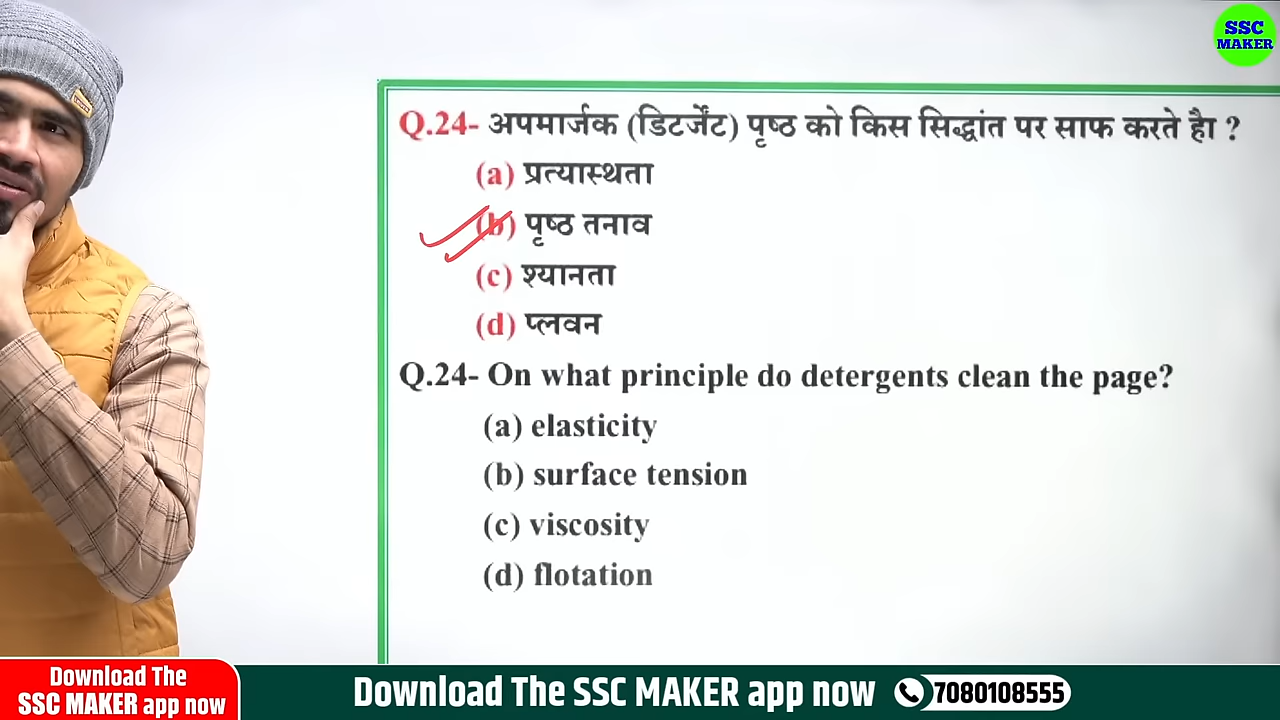 SSC
MAKER
Q.24- अपमार्जक (डिटर्जेंट) पृष्ठ को किस सिद्धांत पर साफ करते हैा ?
(a) प्रत्यास्थता
(b) पृष्ठ तनाव
(c) श्यानता
(d) प्लवन
Q.24- On what principle do detergents clean the page?
(a) elasticity
(b) surface tension
(c) viscosity
(d) flotation
Download The
SSC MAKER app now
Download The SSC MAKER app now 7080108555